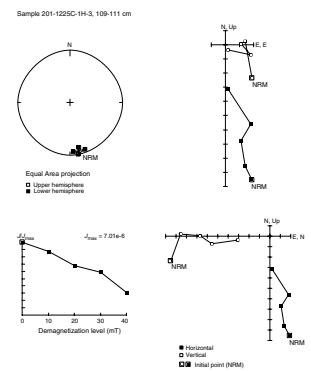 Sample 201-1225C-1H-3, 109-111 cm
N
NRM
Equal Area projection
Upper hemisphere
Lower hemisphere
N, Up
E, E
NRM
NRM
J/Jmax
Jmax = 7.01e-6
0 10 20 30 40
Demagnetization level (mT)
N, Up
E, N
NRM
NRM
Horizontal
Vertical
Initial point (NRM)